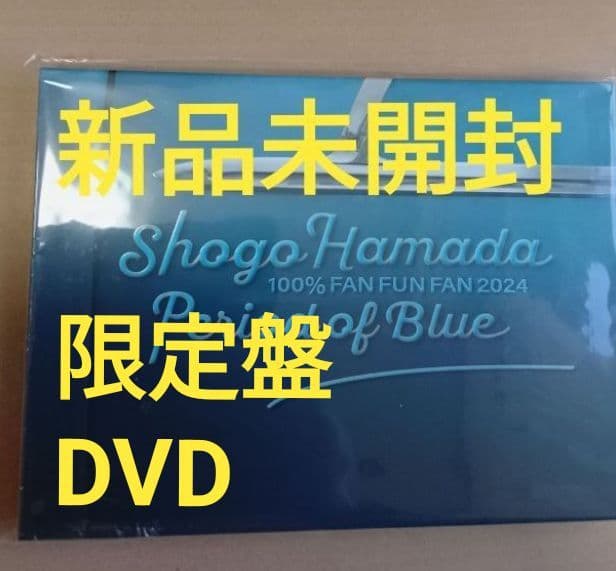 新品未開封
Shogo Hamada
100% FAN FUN FAN 2024
Period of Blue
限定盤
DVD